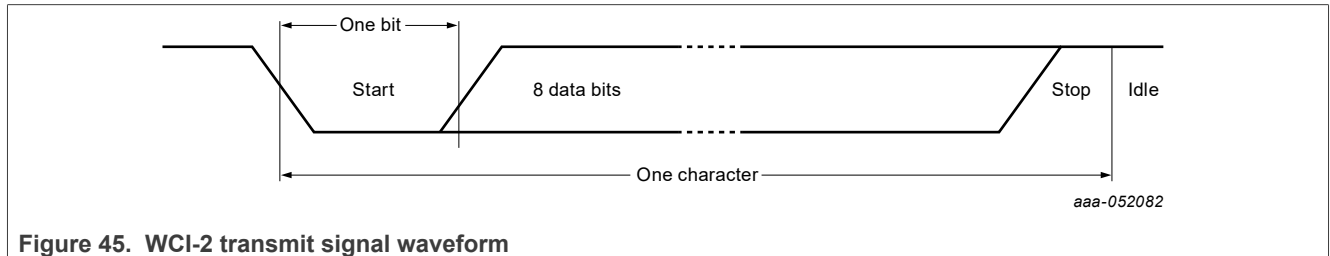 One bit
Start
8 data bits
Stop
Idle
One character
aaa-052082
Figure 45. WCI-2 transmit signal waveform